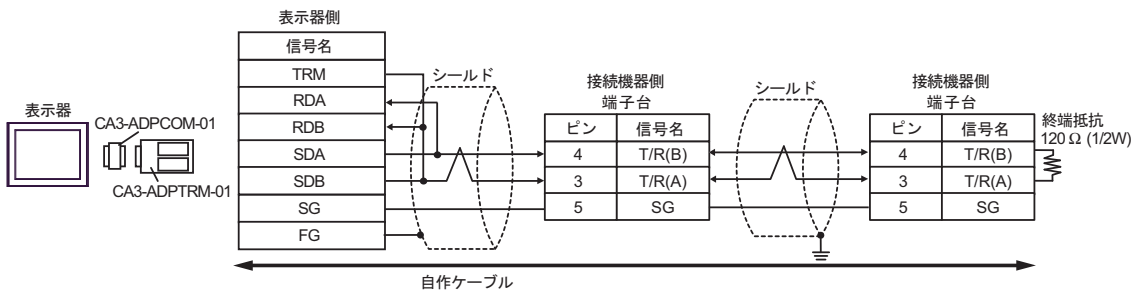 表示器側
信号名
TRM
RDA
RDB
SDA
SDB
SG
FG
表示器
CA3-ADPCOM-01
CA3-ADPTRM-01
シールド
接続機器側
端子台
ピン 信号名
4 T/R(B)
3 T/R(A)
5 SG
シールド
接続機器側
端子台
ピン 信号名
4 T/R(B)
3 T/R(A)
5 SG
終端抵抗
120 Ω (1/2W)
自作ケーブル